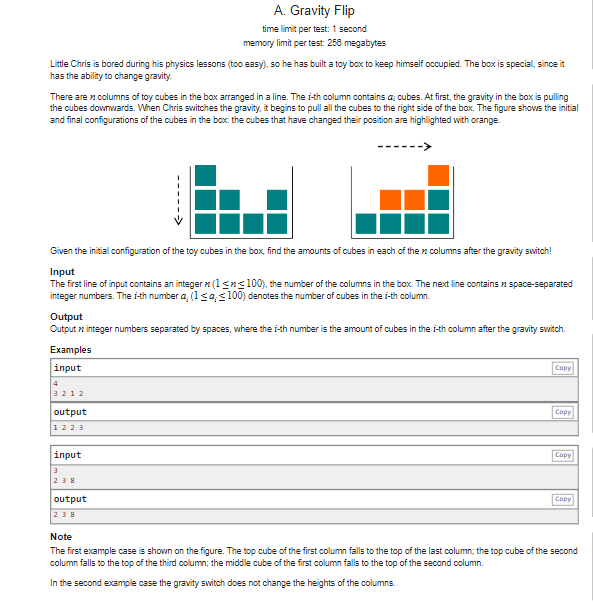 A. Gravity Flip
time limit per test: 1 second
memory limit per test: 256 megabytes
Little Chris is bored during his physics lessons (too easy), so he has built a toy box to keep himself occupied. The box is special, since it
has the ability to change gravity.
There are n columns of toy cubes in the box arranged in a line. The i-th column contains aᵢ cubes. At first, the gravity in the box is pulling
the cubes downwards. When Chris switches the gravity, it begins to pull all the cubes to the right side of the box. The figure shows the initial
and final configurations of the cubes in the box: the cubes that have changed their position are highlighted with orange.
Given the initial configuration of the toy cubes in the box, find the amounts of cubes in each of the n columns after the gravity switch!
Input
The first line of input contains an integer n (1 ≤ n ≤ 100), the number of the columns in the box. The next line contains n space-separated
integer numbers. The i-th number aᵢ (1 ≤ aᵢ ≤ 100) denotes the number of cubes in the i-th column.
Output
Output n integer numbers separated by spaces, where the i-th number is the amount of cubes in the i-th column after the gravity switch.
Examples
input Copy
4
3 2 1 2
output Copy
1 2 2 3
input Copy
3
2 3 8
output Copy
2 3 8
Note
The first example case is shown on the figure. The top cube of the first column falls to the top of the last column; the top cube of the second
column falls to the top of the third column; the middle cube of the first column falls to the top of the second column.
In the second example case the gravity switch does not change the heights of the columns.